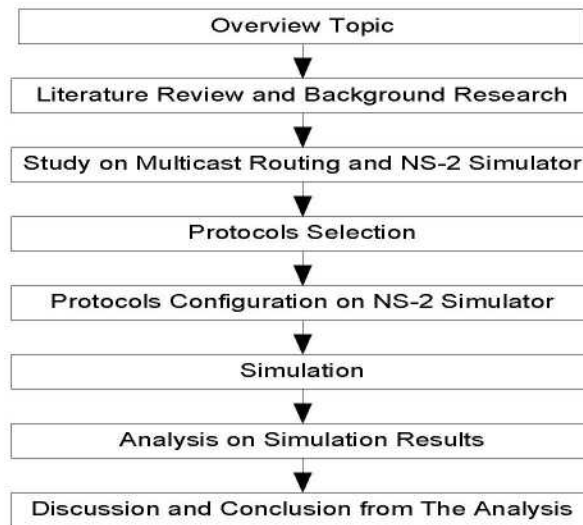 Overview Topic
Literature Review and Background Research
Study on Multicast Routing and NS-2 Simulator
Protocols Selection
Protocols Configuration on NS-2 Simulator
Simulation
Analysis on Simulation Results
Discussion and Conclusion from The Analysis